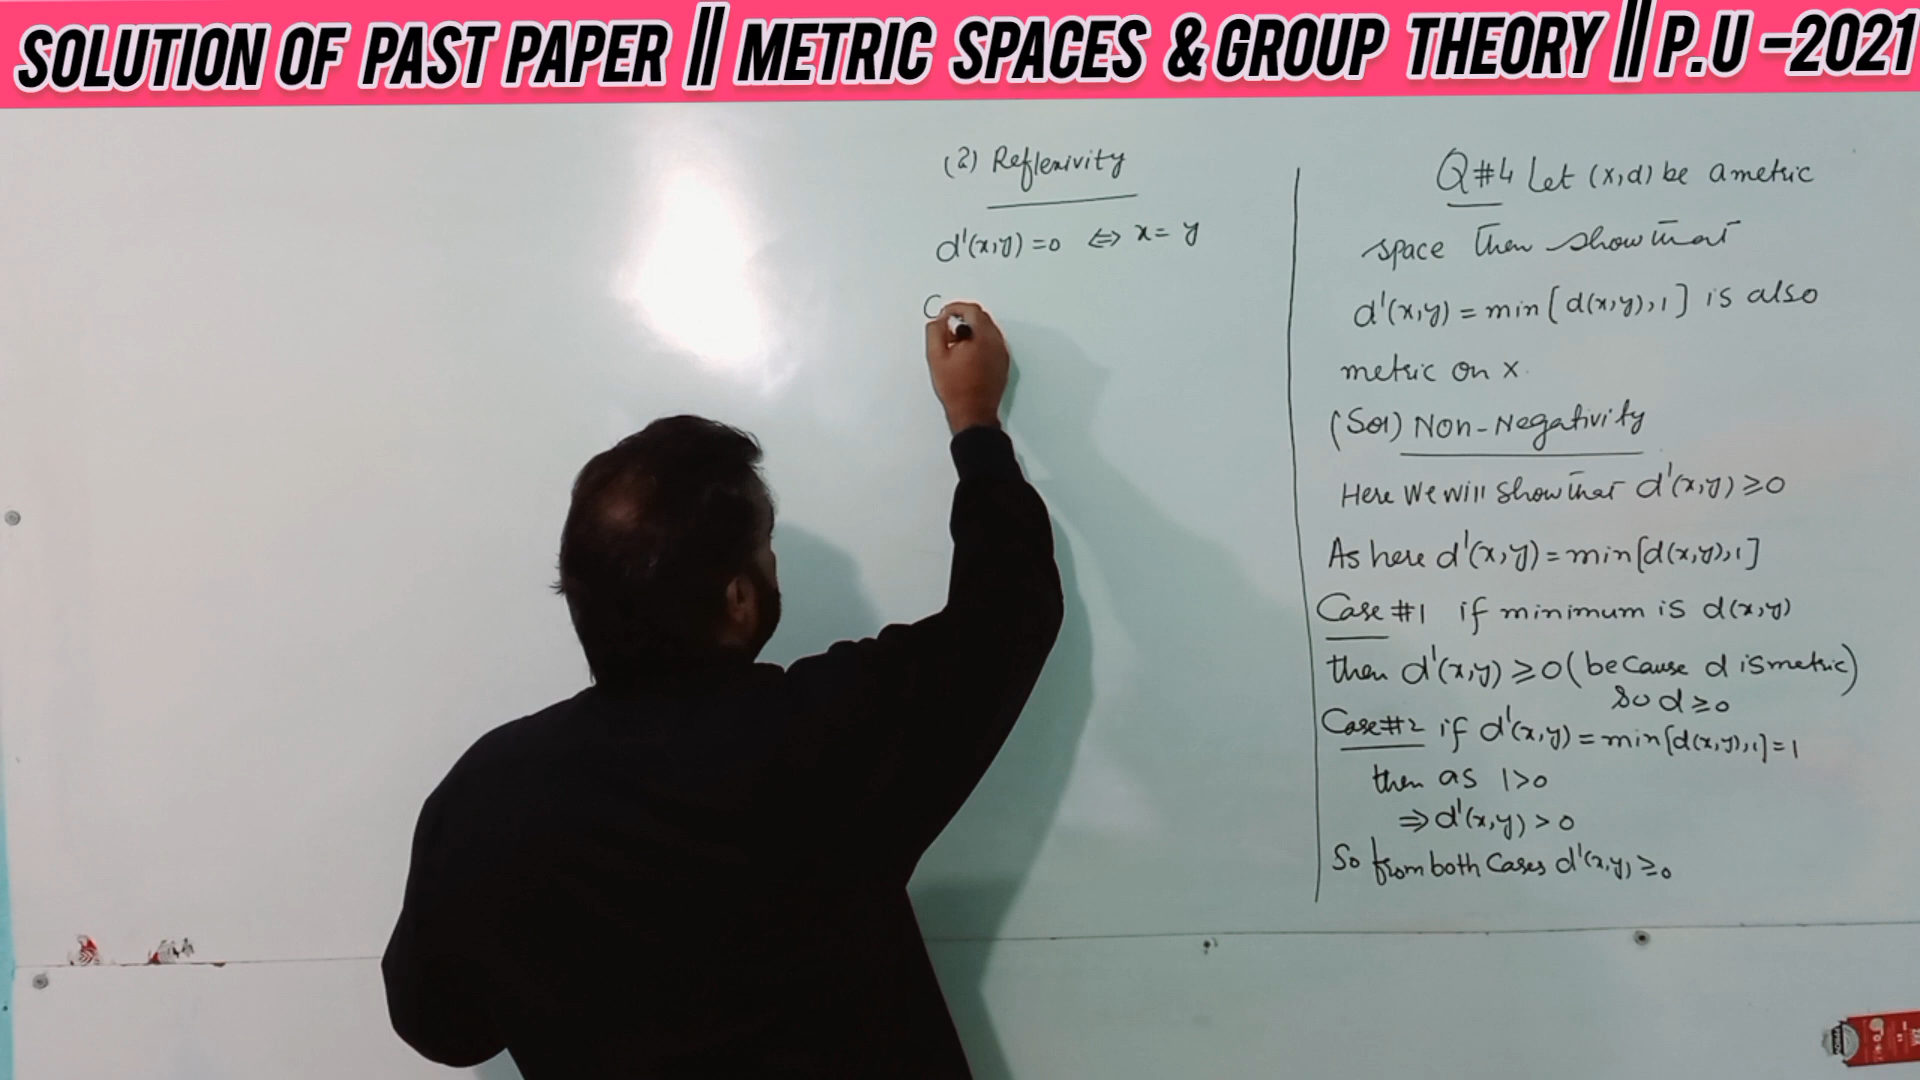 SOLUTION OF PAST PAPER || METRIC SPACES & GROUP THEORY || P.U -2021
Q#4 Let (x,d) be a metric
space then show that
d'(x,y) = min[d(x,y),1] is also
metric on X.
(Sol) Non-Negativity
Here We will show that d'(x,y) ≥ 0
As here d'(x,y) = min[d(x,y),1]
Case #1 if minimum is d(x,y)
then d'(x,y) ≥ 0 (because d is metric)
so d ≥ 0
Case#2 if d'(x,y) = min[d(x,y),1] = 1
then as 1>0
⇒ d'(x,y) > 0
So from both Cases d'(x,y) ≥ 0
(2) Reflexivity
d'(x,y) = 0 ⇔ x = y
C